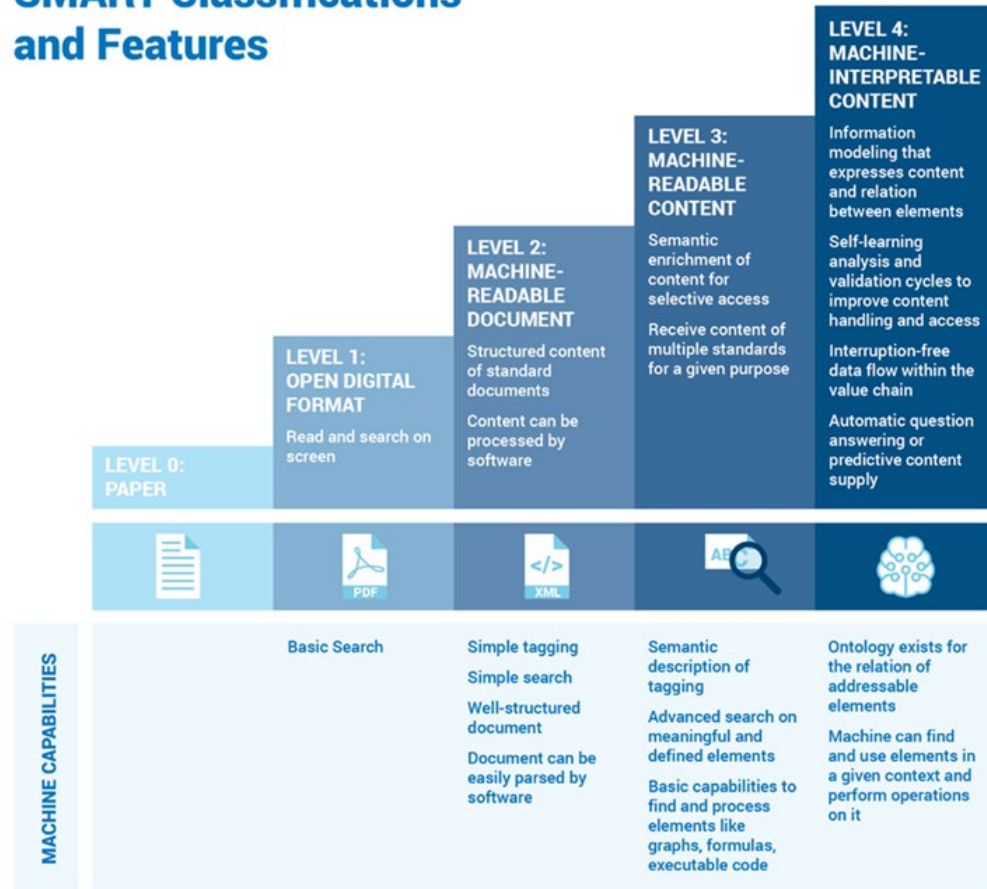 SMART Classifications
and Features
LEVEL 0:
PAPER
LEVEL 1:
OPEN DIGITAL
FORMAT
Read and search on
screen
LEVEL 2:
MACHINE-
READABLE
DOCUMENT
Structured content
of standard
documents
Content can be
processed by
software
LEVEL 3:
MACHINE-
READABLE
CONTENT
Semantic
enrichment of
content for
selective access
Receive content of
multiple standards
for a given purpose
LEVEL 4:
MACHINE-
INTERPRETABLE
CONTENT
Information
modeling that
expresses content
and relation
between elements
Self-learning
analysis and
validation cycles to
improve content
handling and access
Interruption-free
data flow within the
value chain
Automatic question
answering or
predictive content
supply
PDF
</>
XML
ABC
MACHINE CAPABILITIES
Basic Search
Simple tagging
Simple search
Well-structured
document
Document can be
easily parsed by
software
Semantic
description of
tagging
Advanced search on
meaningful and
defined elements
Basic capabilities to
find and process
elements like
graphs, formulas,
executable code
Ontology exists for
the relation of
addressable
elements
Machine can find
and use elements in
a given context and
perform operations
on it